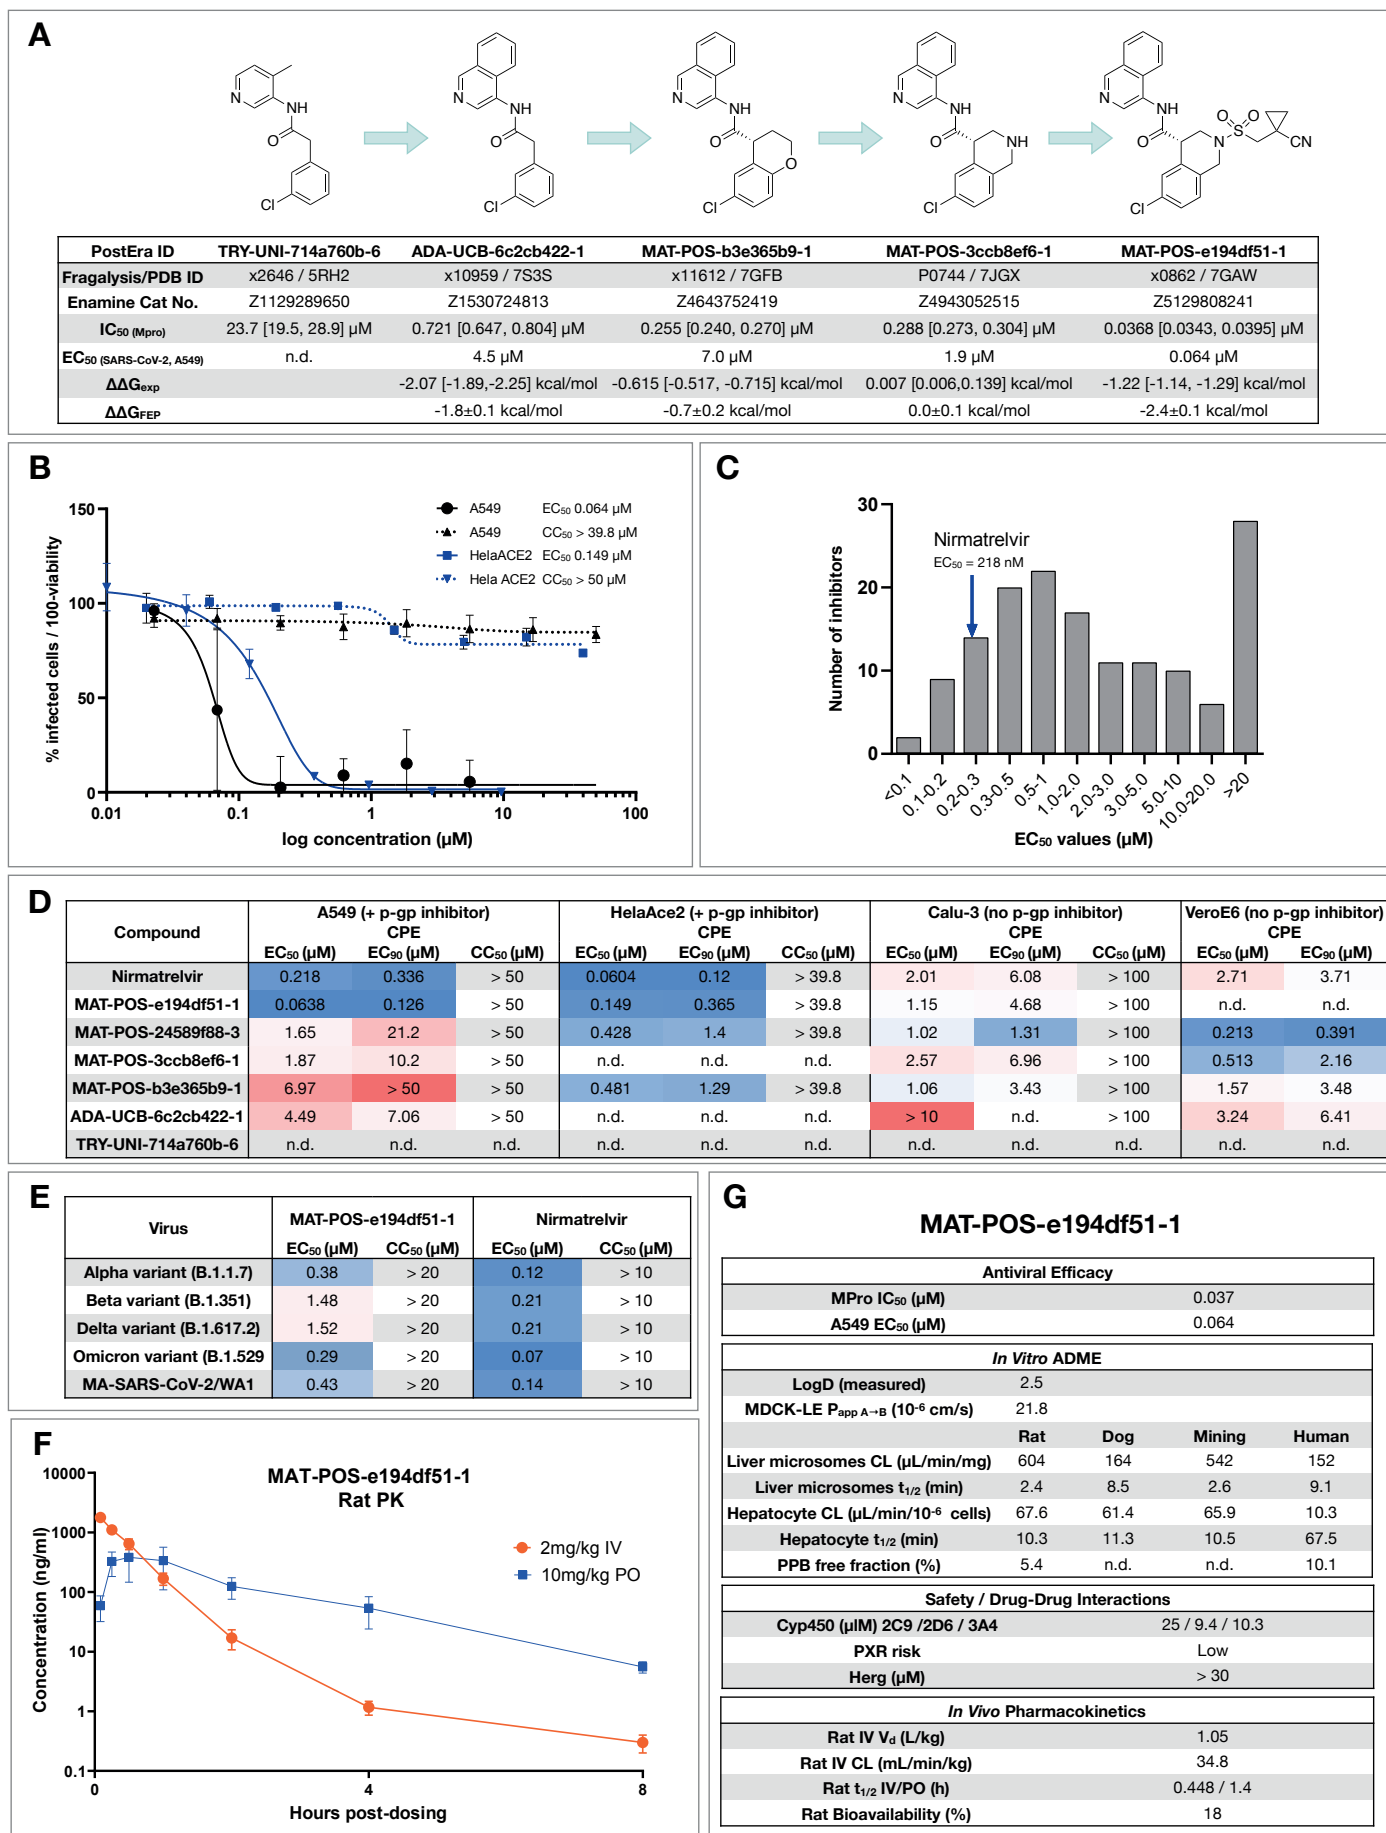 A
N
NH
O
Cl
N
NH
O
Cl
N
NH
O
O
Cl
N
NH
O
NH
Cl
N
NH
O
O
O
S
N
CN
Cl
PostEra ID TRY-UNI-714a760b-6 ADA-UCB-6c2cb422-1 MAT-POS-b3e365b9-1 MAT-POS-3ccb8ef6-1 MAT-POS-e194df51-1
Fragalysis/PDB ID x2646 / 5RH2 x10959 / 7S3S x11612 / 7GFB P0744 / 7JGX x0862 / 7GAW
Enamine Cat No. Z1129289650 Z1530724813 Z4643752419 Z4943052515 Z5129808241
IC50 (Mpro) 23.7 [19.5, 28.9] µM 0.721 [0.647, 0.804] µM 0.255 [0.240, 0.270] µM 0.288 [0.273, 0.304] µM 0.0368 [0.0343, 0.0395] µM
EC50 (SARS-CoV-2, A549) n.d. 4.5 µM 7.0 µM 1.9 µM 0.064 µM
ΔΔGexp -2.07 [-1.89,-2.25] kcal/mol -0.615 [-0.517, -0.715] kcal/mol 0.007 [0.006,0.139] kcal/mol -1.22 [-1.14, -1.29] kcal/mol
ΔΔGFEP -1.8±0.1 kcal/mol -0.7±0.2 kcal/mol 0.0±0.1 kcal/mol -2.4±0.1 kcal/mol
B
% infected cells / 100-viability
150
100
50
0
0.01 0.1 1 10 100
log concentration (µM)
A549 EC50 0.064 µM
A549 CC50 > 39.8 µM
HelaACE2 EC50 0.149 µM
Hela ACE2 CC50 > 50 µM
C
Number of inhibitors
30
20
10
0
Nirmatrelvir
EC50 = 218 nM
<0.1 0.1-0.2 0.2-0.3 0.3-0.5 0.5-1 1.0-2.0 2.0-3.0 3.0-5.0 5.0-10 10.0-20.0 >20
EC50 values (µM)
D
Compound A549 (+ p-gp inhibitor) HelaAce2 (+ p-gp inhibitor) Calu-3 (no p-gp inhibitor) VeroE6 (no p-gp inhibitor)
CPE CPE CPE CPE
EC50 (µM) EC90 (µM) CC50 (µM) EC50 (µM) EC90 (µM) CC50 (µM) EC50 (µM) EC90 (µM) CC50 (µM) EC50 (µM) EC90 (µM)
Nirmatrelvir 0.218 0.336 > 50 0.0604 0.12 > 39.8 2.01 6.08 > 100 2.71 3.71
MAT-POS-e194df51-1 0.0638 0.126 > 50 0.149 0.365 > 39.8 1.15 4.68 > 100 n.d. n.d.
MAT-POS-24589f88-3 1.65 21.2 > 50 0.428 1.4 > 39.8 1.02 1.31 > 100 0.213 0.391
MAT-POS-3ccb8ef6-1 1.87 10.2 > 50 n.d. n.d. n.d. 2.57 6.96 > 100 0.513 2.16
MAT-POS-b3e365b9-1 6.97 > 50 > 50 0.481 1.29 > 39.8 1.06 3.43 > 100 1.57 3.48
ADA-UCB-6c2cb422-1 4.49 7.06 > 50 n.d. n.d. n.d. > 10 n.d. > 100 3.24 6.41
TRY-UNI-714a760b-6 n.d. n.d. n.d. n.d. n.d. n.d. n.d. n.d. n.d. n.d. n.d.
E
Virus MAT-POS-e194df51-1 Nirmatrelvir
EC50 (µM) CC50 (µM) EC50 (µM) CC50 (µM)
Alpha variant (B.1.1.7) 0.38 > 20 0.12 > 10
Beta variant (B.1.351) 1.48 > 20 0.21 > 10
Delta variant (B.1.617.2) 1.52 > 20 0.21 > 10
Omicron variant (B.1.529 0.29 > 20 0.07 > 10
MA-SARS-CoV-2/WA1 0.43 > 20 0.14 > 10
F
MAT-POS-e194df51-1
Rat PK
Concentration (ng/ml)
10000
1000
100
10
1
0.1
2mg/kg IV
10mg/kg PO
0 4 8
Hours post-dosing
G
MAT-POS-e194df51-1
Antiviral Efficacy
MPro IC50 (µM) 0.037
A549 EC50 (µM) 0.064
In Vitro ADME
LogD (measured) 2.5
MDCK-LE Papp A→B (10-6 cm/s) 21.8
Rat Dog Mining Human
Liver microsomes CL (µL/min/mg) 604 164 542 152
Liver microsomes t1/2 (min) 2.4 8.5 2.6 9.1
Hepatocyte CL (µL/min/10-6 cells) 67.6 61.4 65.9 10.3
Hepatocyte t1/2 (min) 10.3 11.3 10.5 67.5
PPB free fraction (%) 5.4 n.d. n.d. 10.1
Safety / Drug-Drug Interactions
Cyp450 (µlM) 2C9 /2D6 / 3A4 25 / 9.4 / 10.3
PXR risk Low
Herg (µM) > 30
In Vivo Pharmacokinetics
Rat IV Vd (L/kg) 1.05
Rat IV CL (mL/min/kg) 34.8
Rat t1/2 IV/PO (h) 0.448 / 1.4
Rat Bioavailability (%) 18